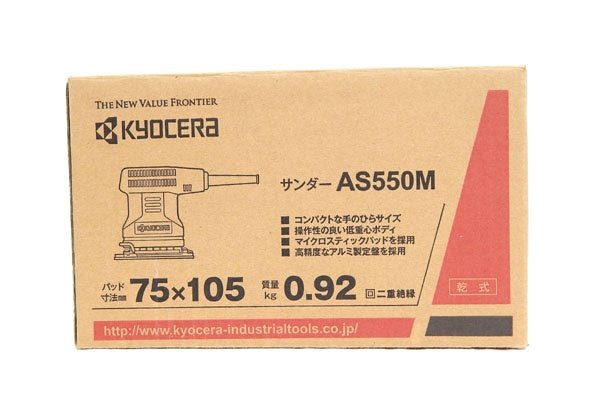 THE NEW VALUE FRONTIER
KYOCERA
サンダー AS550M
KYOCERA
■ コンパクトな手のひらサイズ
■ 操作性の良い低重心ボディ
■ マイクロスティックパッドを採用
■ 高精度なアルミ製定盤を採用
パッド寸法mm 75×105 質量kg 0.92 回二重絶縁
乾式
http://www.kyocera-industrialtools.co.jp/